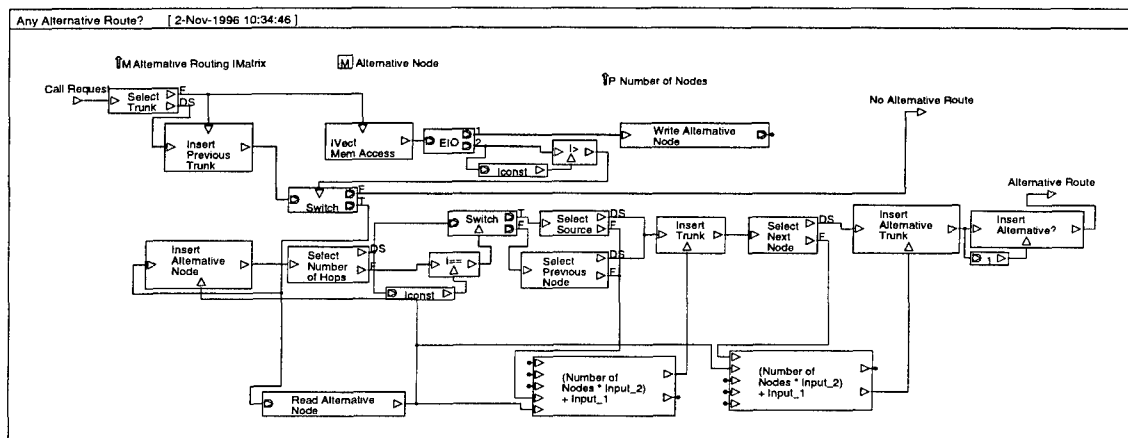 Any Alternative Route? [ 2-Nov-1996 10:34:46 ]
M Alternative Routing IMatrix
M Alternative Node
P Number of Nodes
Call Request
Select
Trunk
F
DS
No Alternative Route
Insert
Previous
Trunk
IVect
Mem Access
EIO
1
2
I>
Iconst
Write Alternative
Node
Switch
F
T
Alternative Route
Insert
Alternative
Node
Select
Number
of Hops
DS
F
Switch
T
F
I==
Iconst
Select
Source
DS
F
Select
Previous
Node
DS
F
Insert
Trunk
Select
Next
Node
DS
F
Insert
Alternative
Trunk
Insert
Alternative?
1
Read Alternative
Node
(Number of
Nodes * Input_2)
+ Input_1
(Number of
Nodes * Input_2)
+ Input_1